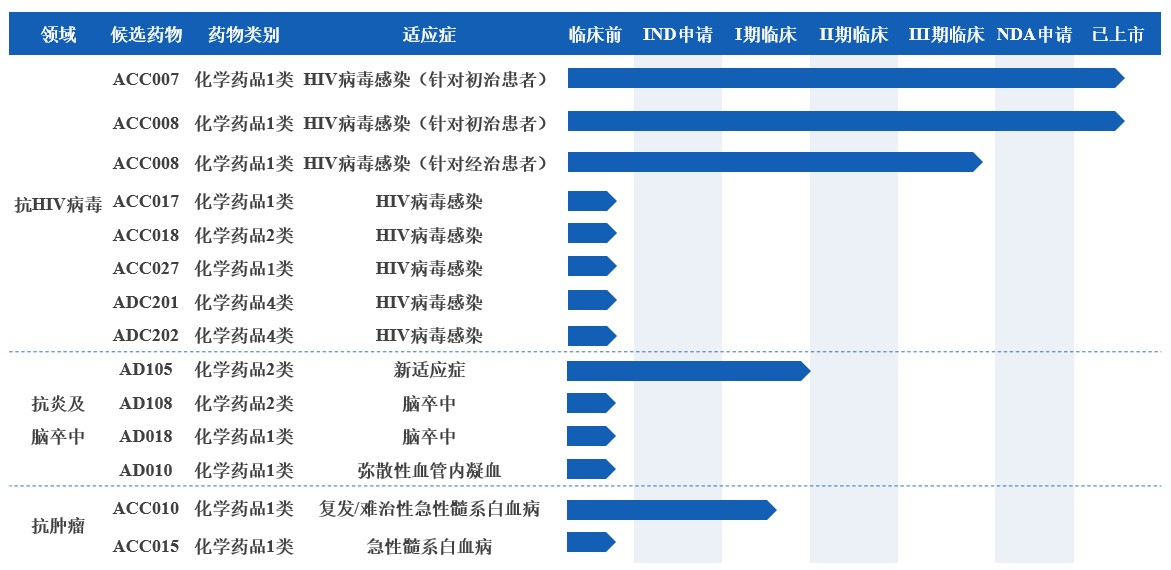 领域 候选药物 药物类别 适应症 临床前 IND申请 I期临床 II期临床 III期临床 NDA申请 已上市
ACC007 化学药品1类 HIV病毒感染（针对初治患者）
ACC008 化学药品1类 HIV病毒感染（针对初治患者）
ACC008 化学药品1类 HIV病毒感染（针对经治患者）
抗HIV病毒 ACC017 化学药品1类 HIV病毒感染
ACC018 化学药品2类 HIV病毒感染
ACC027 化学药品1类 HIV病毒感染
ADC201 化学药品4类 HIV病毒感染
ADC202 化学药品4类 HIV病毒感染
AD105 化学药品2类 新适应症
抗炎及 AD108 化学药品2类 脑卒中
脑卒中 AD018 化学药品1类 脑卒中
AD010 化学药品1类 弥散性血管内凝血
ACC010 化学药品1类 复发/难治性急性髓系白血病
抗肿瘤
ACC015 化学药品1类 急性髓系白血病